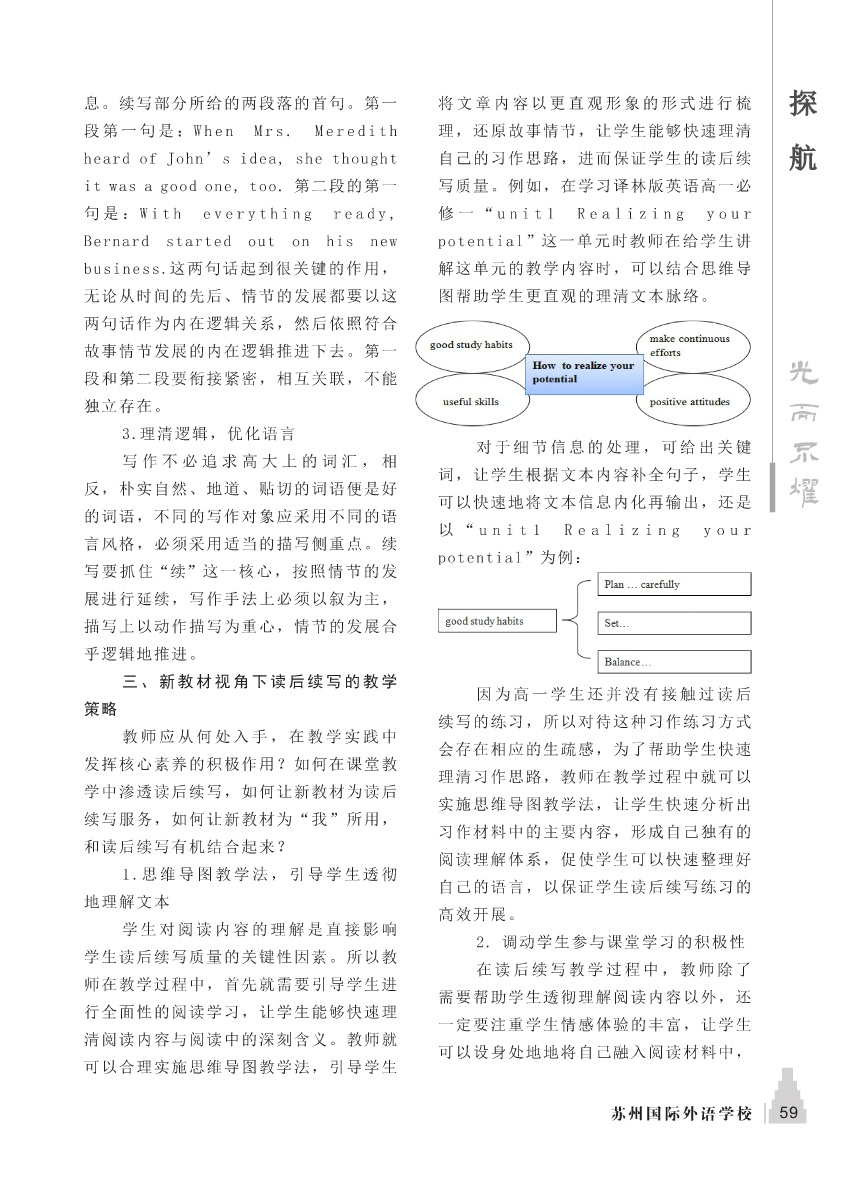 息。续写部分所给的两段落的首句。第一
段第一句是：When Mrs. Meredith
heard of John’s idea, she thought
it was a good one, too. 第二段的第一
句是：With everything ready,
Bernard started out on his new
business.这两句话起到很关键的作用，
无论从时间的先后、情节的发展都要以这
两句话作为内在逻辑关系，然后依照符合
故事情节发展的内在逻辑推进下去。第一
段和第二段要衔接紧密，相互关联，不能
独立存在。
3.理清逻辑，优化语言
写作不必追求高大上的词汇，相
反，朴实自然、地道、贴切的词语便是好
的词语，不同的写作对象应采用不同的语
言风格，必须采用适当的描写侧重点。续
写要抓住“续”这一核心，按照情节的发
展进行延续，写作手法上必须以叙为主，
描写上以动作描写为重心，情节的发展合
乎逻辑地推进。
三、新教材视角下读后续写的教学
策略
教师应从何处入手，在教学实践中
发挥核心素养的积极作用？如何在课堂教
学中渗透读后续写，如何让新教材为读后
续写服务，如何让新教材为“我”所用，
和读后续写有机结合起来？
1.思维导图教学法，引导学生透彻
地理解文本
学生对阅读内容的理解是直接影响
学生读后续写质量的关键性因素。所以教
师在教学过程中，首先就需要引导学生进
行全面性的阅读学习，让学生能够快速理
清阅读内容与阅读中的深刻含义。教师就
可以合理实施思维导图教学法，引导学生
将文章内容以更直观形象的形式进行梳
理，还原故事情节，让学生能够快速理清
自己的习作思路，进而保证学生的读后续
写质量。例如，在学习译林版英语高一必
修一“unit1 Realizing your
potential”这一单元时教师在给学生讲
解这单元的教学内容时，可以结合思维导
图帮助学生更直观的理清文本脉络。
good study habits
make continuous
efforts
How to realize your
potential
useful skills
positive attitudes
对于细节信息的处理，可给出关键
词，让学生根据文本内容补全句子，学生
可以快速地将文本信息内化再输出，还是
以“unit1 Realizing your
potential”为例：
Plan … carefully
good study habits
Set…
Balance…
因为高一学生还并没有接触过读后
续写的练习，所以对待这种习作练习方式
会存在相应的生疏感，为了帮助学生快速
理清习作思路，教师在教学过程中就可以
实施思维导图教学法，让学生快速分析出
习作材料中的主要内容，形成自己独有的
阅读理解体系，促使学生可以快速整理好
自己的语言，以保证学生读后续写练习的
高效开展。
2. 调动学生参与课堂学习的积极性
在读后续写教学过程中，教师除了
需要帮助学生透彻理解阅读内容以外，还
一定要注重学生情感体验的丰富，让学生
可以设身处地地将自己融入阅读材料中，
探航
光而不耀
苏州国际外语学校
59